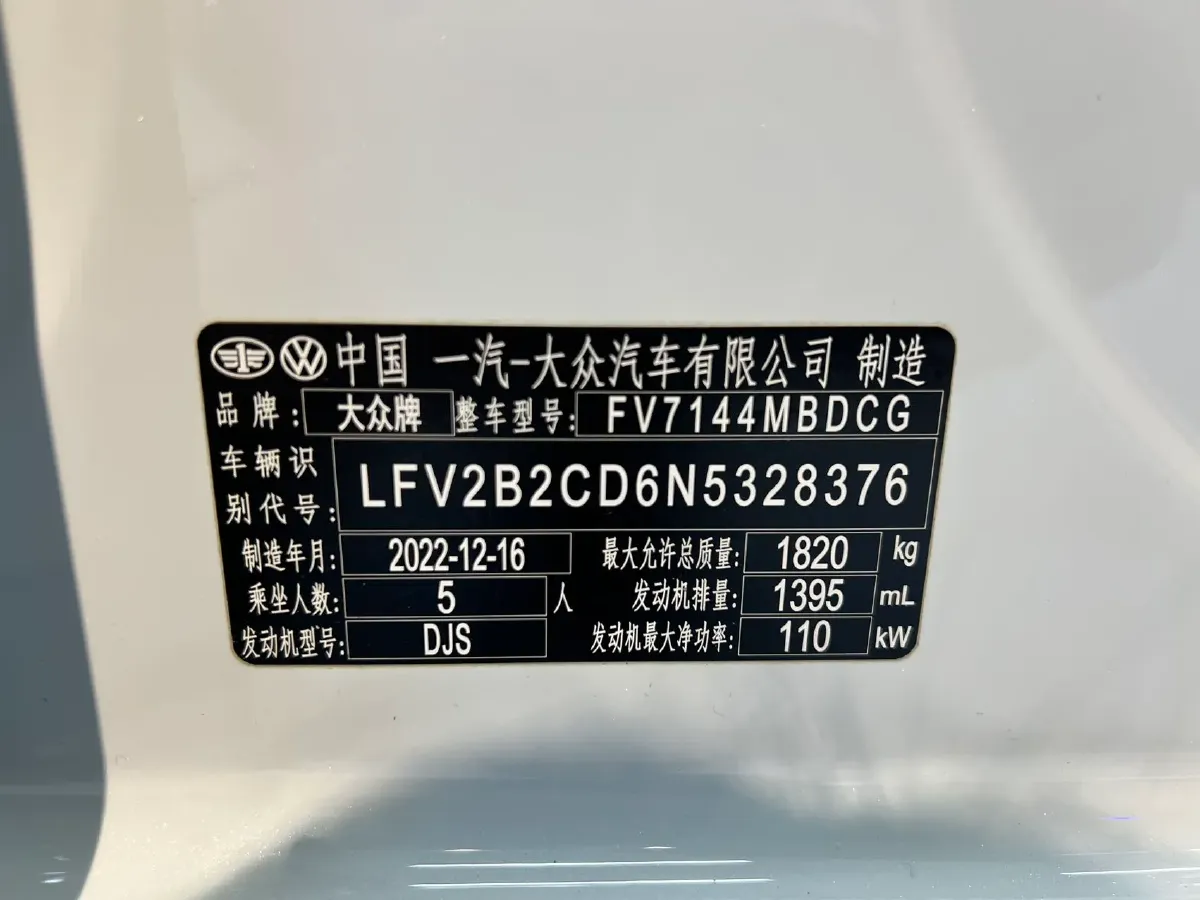 中国 一汽-大众汽车有限公司 制造
品牌: 大众牌 整车型号: FV7144MBDCG
车辆识别代号: LFV2B2CD6N5328376
制造年月: 2022-12-16 最大允许总质量: 1820 kg
乘坐人数: 5 人 发动机排量: 1395 mL
发动机型号: DJS 发动机最大净功率: 110 kW